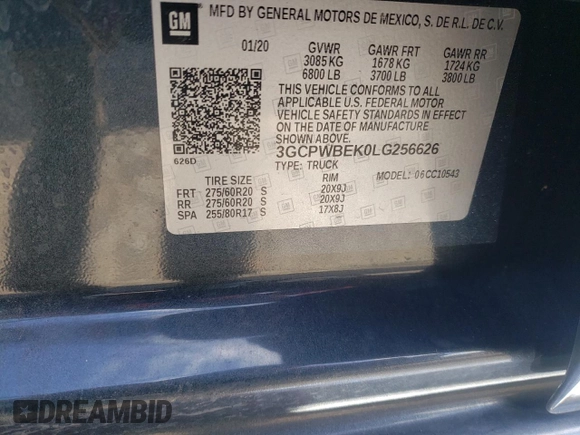 GM
MFD BY GENERAL MOTORS DE MEXICO, S. DE R.L. DE C.V.
01/20 GVWR GAWR FRT GAWR RR
3085 KG 1678 KG 1724 KG
6800 LB 3700 LB 3800 LB
THIS VEHICLE CONFORMS TO ALL
APPLICABLE U.S. FEDERAL MOTOR
VEHICLE SAFETY STANDARDS IN EFFECT
ON THE DATE OF MANUFACTURE SHOWN ABOVE.
626D
3GCPWBEK0LG256626
TYPE: TRUCK
MODEL: 06CC10543
TIRE SIZE RIM
FRT 275/60R20 S 20X9J
RR 275/60R20 S 20X9J
SPA 255/80R17 S 17X8J
DREAMBID